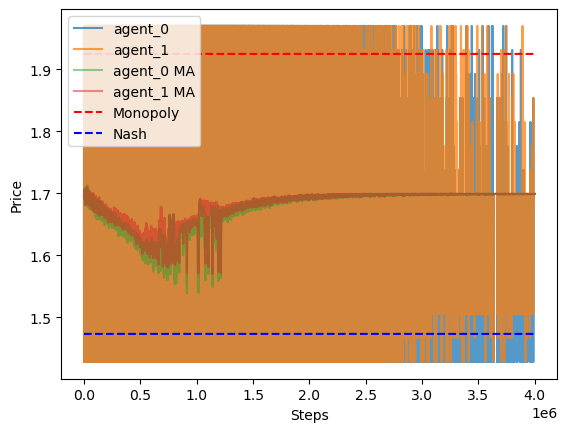 agent_0
agent_1
agent_0 MA
agent_1 MA
Monopoly
Nash
Price
1.9
1.8
1.7
1.6
1.5
0.0 0.5 1.0 1.5 2.0 2.5 3.0 3.5 4.0
1e6
Steps